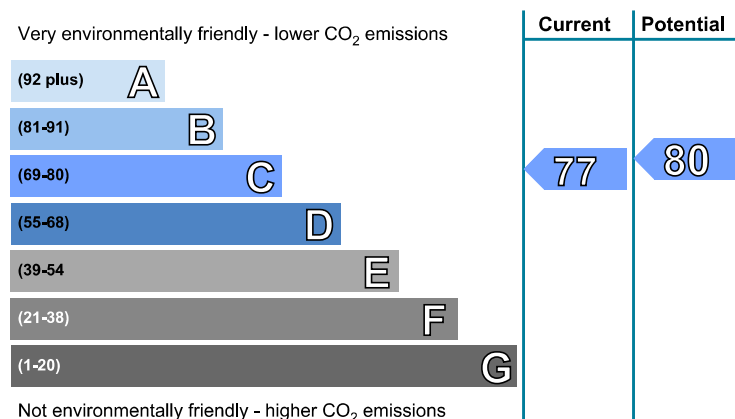 Very environmentally friendly - lower CO₂ emissions
Current
Potential
(92 plus) A
(81-91) B
(69-80) C
77
80
(55-68) D
(39-54 E
(21-38) F
(1-20) G
Not environmentally friendly - higher CO₂ emissions